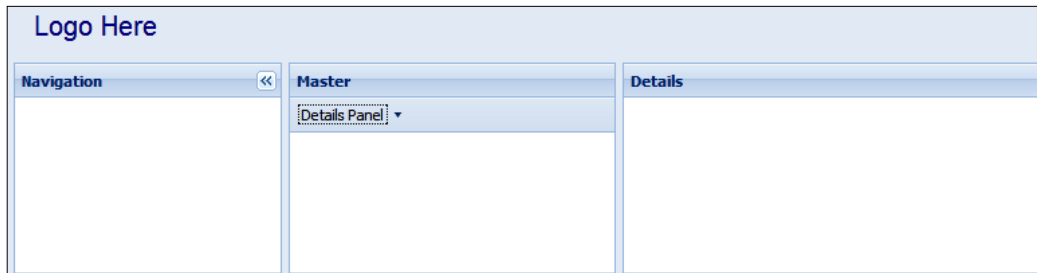 Logo Here
Navigation
Master
Details
Details Panel